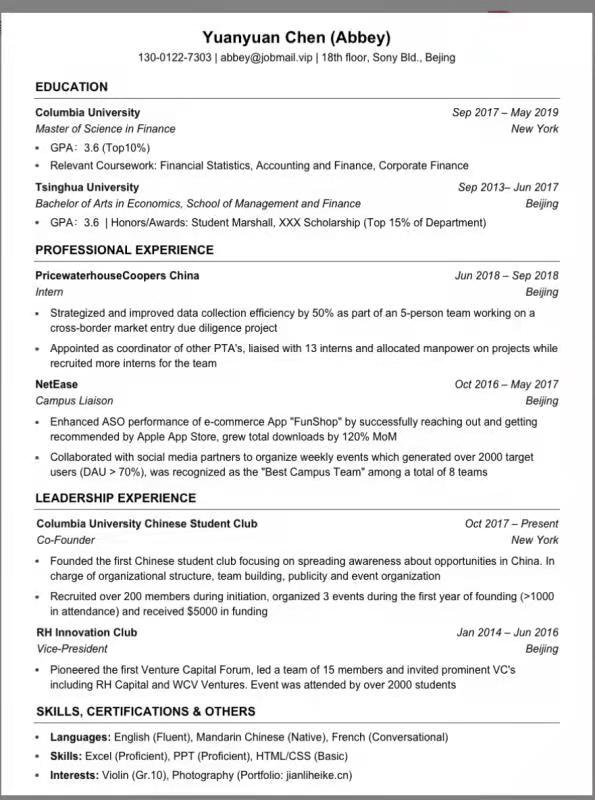 Yuanyuan Chen (Abbey)
130-0122-7303 | abbey@jobmail.vip | 18th floor, Sony Bld., Bejing
EDUCATION
Columbia University Sep 2017 – May 2019
Master of Science in Finance New York
▪ GPA： 3.6 (Top10%)
▪ Relevant Coursework: Financial Statistics, Accounting and Finance, Corporate Finance
Tsinghua University Sep 2013– Jun 2017
Bachelor of Arts in Economics, School of Management and Finance Beijing
▪ GPA： 3.6 | Honors/Awards: Student Marshall, XXX Scholarship (Top 15% of Department)
PROFESSIONAL EXPERIENCE
PricewaterhouseCoopers China Jun 2018 – Sep 2018
Intern Beijing
▪ Strategized and improved data collection efficiency by 50% as part of an 5-person team working on a
cross-border market entry due diligence project
▪ Appointed as coordinator of other PTA's, liaised with 13 interns and allocated manpower on projects while
recruited more interns for the team
NetEase Oct 2016 – May 2017
Campus Liaison Beijing
▪ Enhanced ASO performance of e-commerce App "FunShop" by successfully reaching out and getting
recommended by Apple App Store, grew total downloads by 120% MoM
▪ Collaborated with social media partners to organize weekly events which generated over 2000 target
users (DAU > 70%), was recognized as the "Best Campus Team" among a total of 8 teams
LEADERSHIP EXPERIENCE
Columbia University Chinese Student Club Oct 2017 – Present
Co-Founder New York
▪ Founded the first Chinese student club focusing on spreading awareness about opportunities in China. In
charge of organizational structure, team building, publicity and event organization
▪ Recruited over 200 members during initiation, organized 3 events during the first year of founding (>1000
in attendance) and received $5000 in funding
RH Innovation Club Jan 2014 – Jun 2016
Vice-President Beijing
▪ Pioneered the first Venture Capital Forum, led a team of 15 members and invited prominent VC's
including RH Capital and WCV Ventures. Event was attended by over 2000 students
SKILLS, CERTIFICATIONS & OTHERS
▪ Languages: English (Fluent), Mandarin Chinese (Native), French (Conversational)
▪ Skills: Excel (Proficient), PPT (Proficient), HTML/CSS (Basic)
▪ Interests: Violin (Gr.10), Photography (Portfolio: jianliheike.cn)